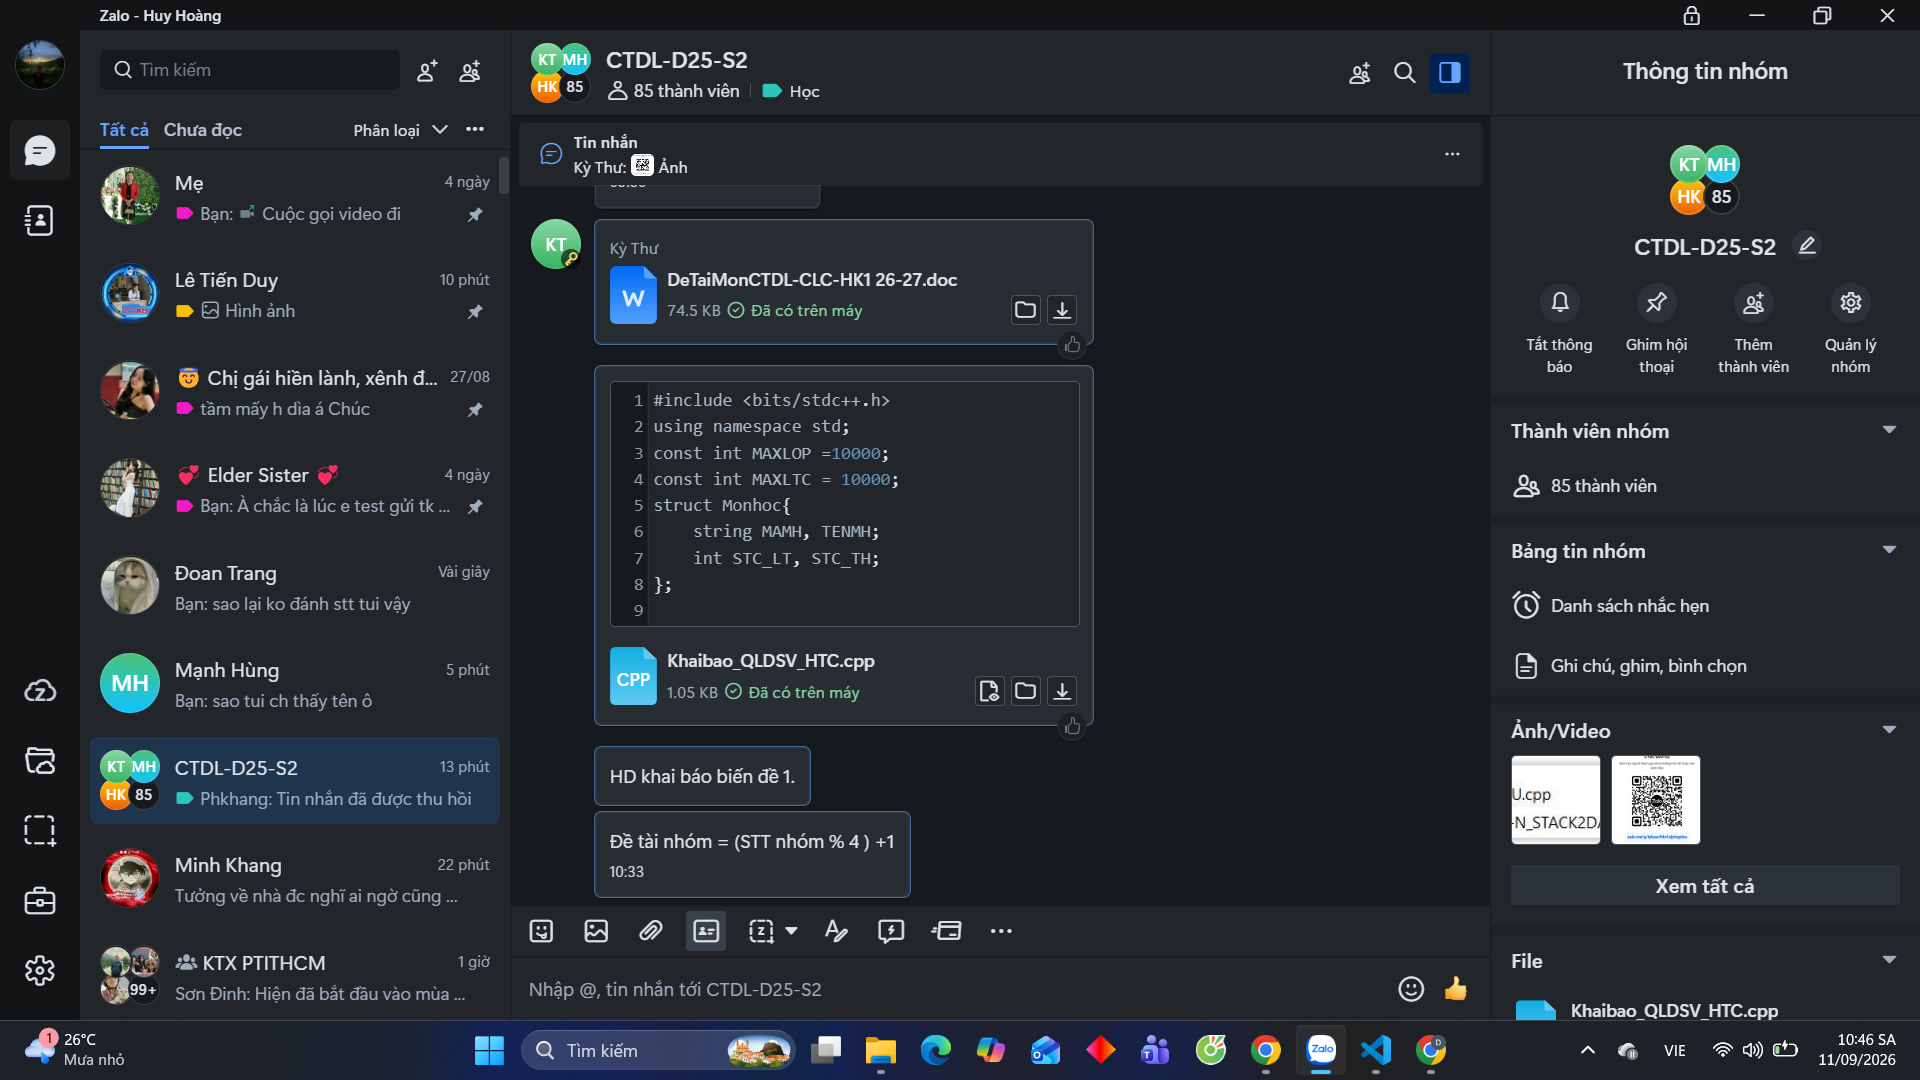 Zalo - Huy Hoàng
Tìm kiếm
Tất cả Chưa đọc Phân loại
Mẹ 4 ngày
Bạn: Cuộc gọi video đi
Lê Tiến Duy 10 phút
Hình ảnh
Chị gái hiền lành, xênh đ... 27/08
tầm mấy h dìa á Chúc
Elder Sister 4 ngày
Bạn: À chắc là lúc e test gửi tk ...
Đoan Trang Vài giây
Bạn: sao lại ko đánh stt tui vậy
MH
Mạnh Hùng 5 phút
Bạn: sao tui ch thấy tên ô
KT MH
HK 85
CTDL-D25-S2 13 phút
Phkhang: Tin nhắn đã được thu hồi
Minh Khang 22 phút
Tưởng về nhà đc nghĩ ai ngờ cũng ...
99+
KTX PTITHCM 1 giờ
Sơn Đinh: Hiện đã bắt đầu vào mùa ...
KT MH
HK 85
CTDL-D25-S2
85 thành viên Học
Tin nhắn
Kỳ Thư: Ảnh
KT
Kỳ Thư
W
DeTaiMonCTDL-CLC-HK1 26-27.doc
74.5 KB Đã có trên máy
1 #include <bits/stdc++.h>
2 using namespace std;
3 const int MAXLOP =10000;
4 const int MAXLTC = 10000;
5 struct Monhoc{
6 string MAMH, TENMH;
7 int STC_LT, STC_TH;
8 };
9
CPP
Khaibao_QLDSV_HTC.cpp
1.05 KB Đã có trên máy
HD khai báo biến đề 1.
Đề tài nhóm = (STT nhóm % 4 ) +1
10:33
Nhập @, tin nhắn tới CTDL-D25-S2
Thông tin nhóm
KT MH
HK 85
CTDL-D25-S2
Tắt thông báo
Ghim hội thoại
Thêm thành viên
Quản lý nhóm
Thành viên nhóm
85 thành viên
Bảng tin nhóm
Danh sách nhắc hẹn
Ghi chú, ghim, bình chọn
Ảnh/Video
U.cpp
-N_STACK2D
Xem tất cả
File
Khaibao_QLDSV_HTC.cpp
1
26°C
Mưa nhỏ
Tìm kiếm
Zalo
D
VIE
10:46 SA
11/09/2026